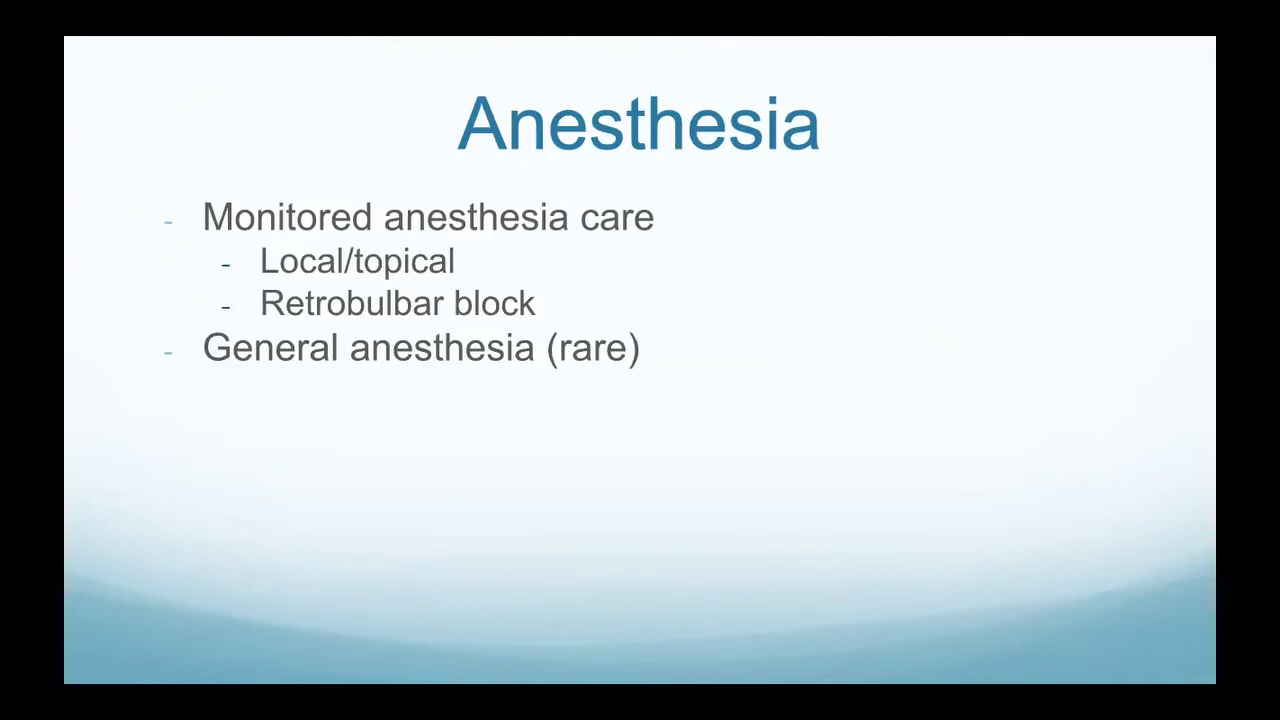 Anesthesia
- Monitored anesthesia care
- Local/topical
- Retrobulbar block
- General anesthesia (rare)